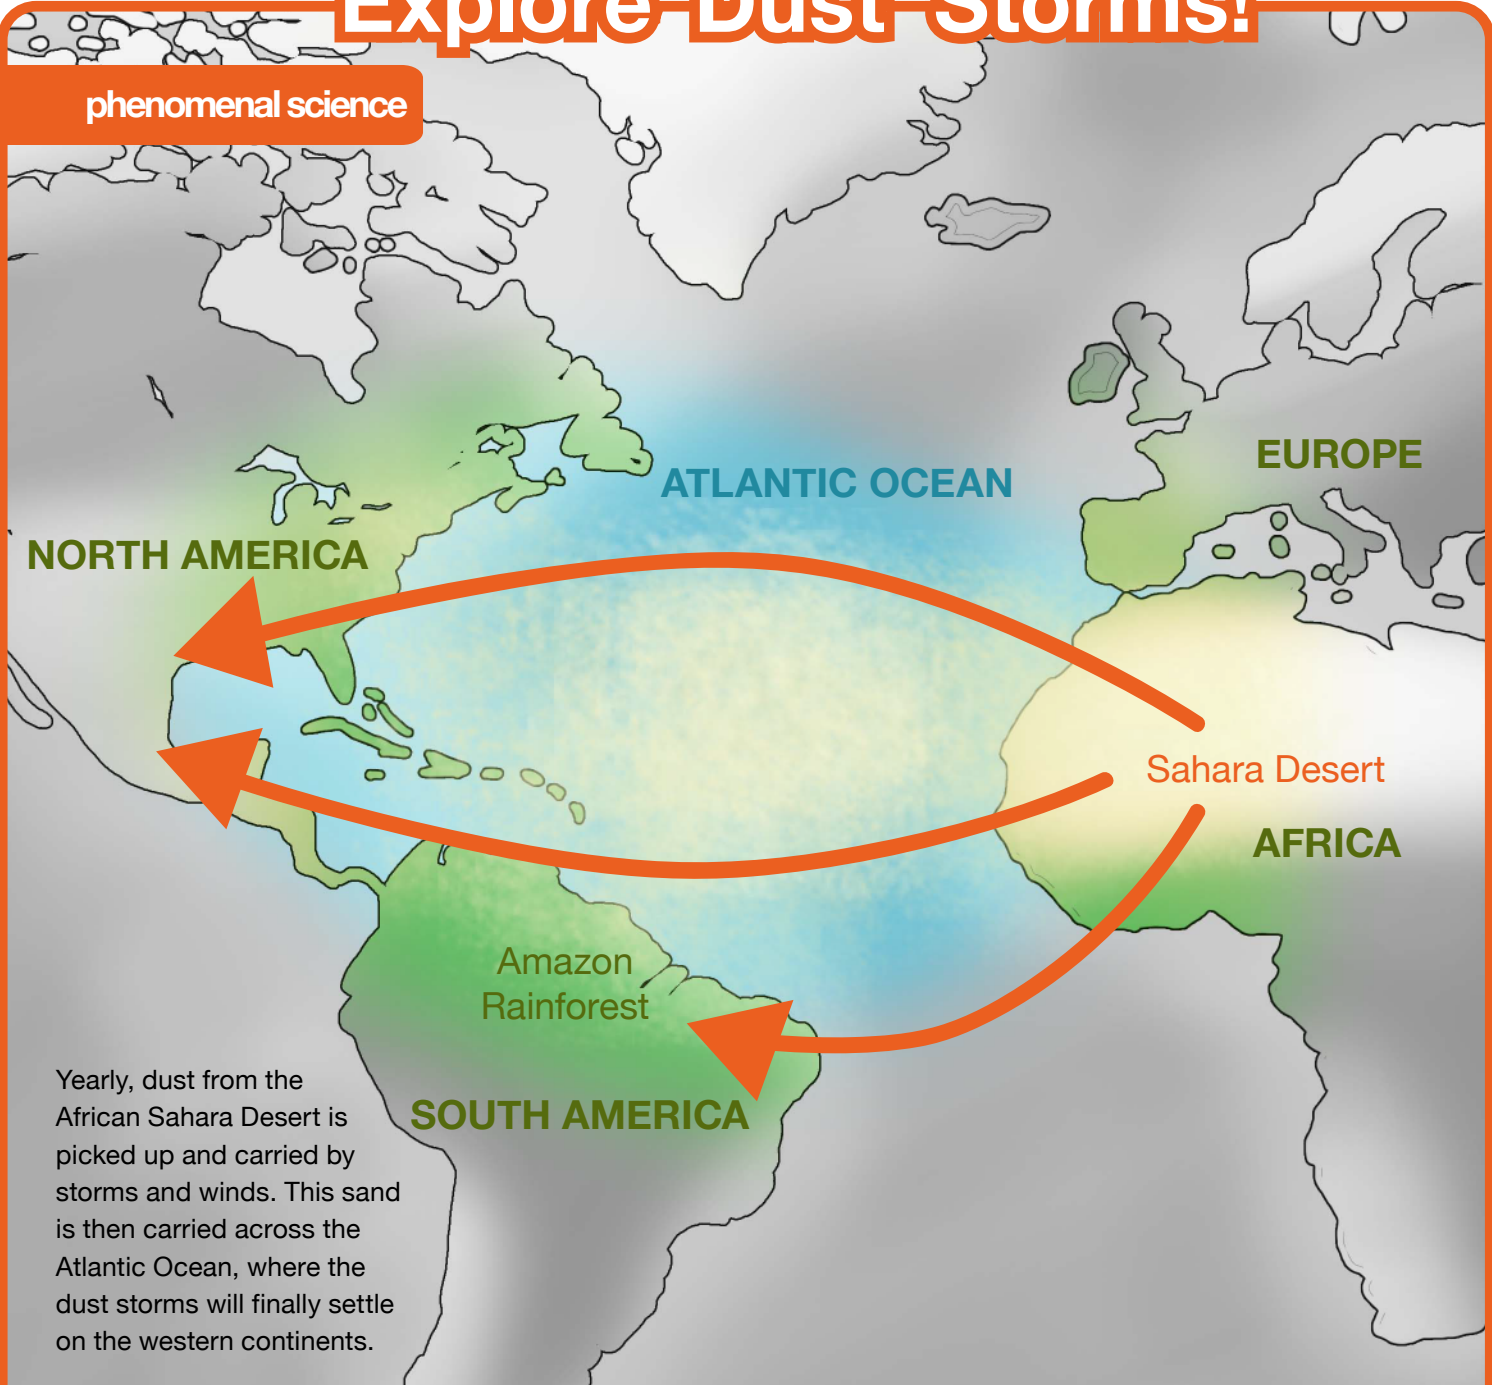 Explore Dust Storms!
phenomenal science
EUROPE
ATLANTIC OCEAN
NORTH AMERICA
Sahara Desert
AFRICA
Amazon
Rainforest
SOUTH AMERICA
Yearly, dust from the
African Sahara Desert is
picked up and carried by
storms and winds. This sand
is then carried across the
Atlantic Ocean, where the
dust storms will finally settle
on the western continents.